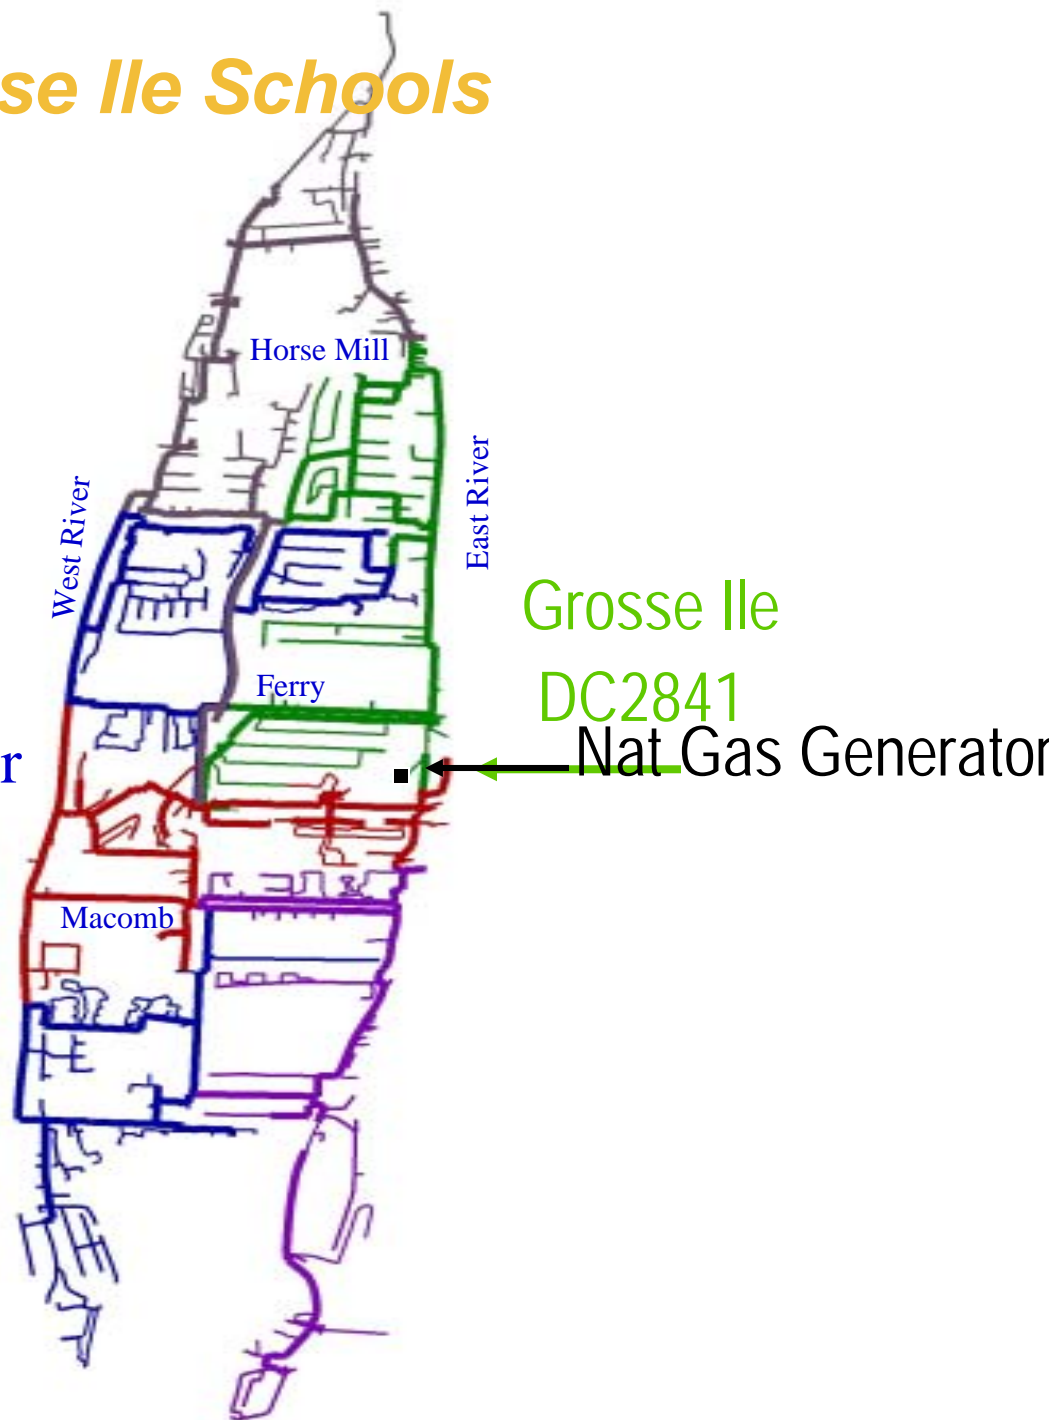 se Ile Schools
Horse Mill
East River
West River
Grosse Ile
DC2841
Ferry
Nat Gas Generator
r
Macomb